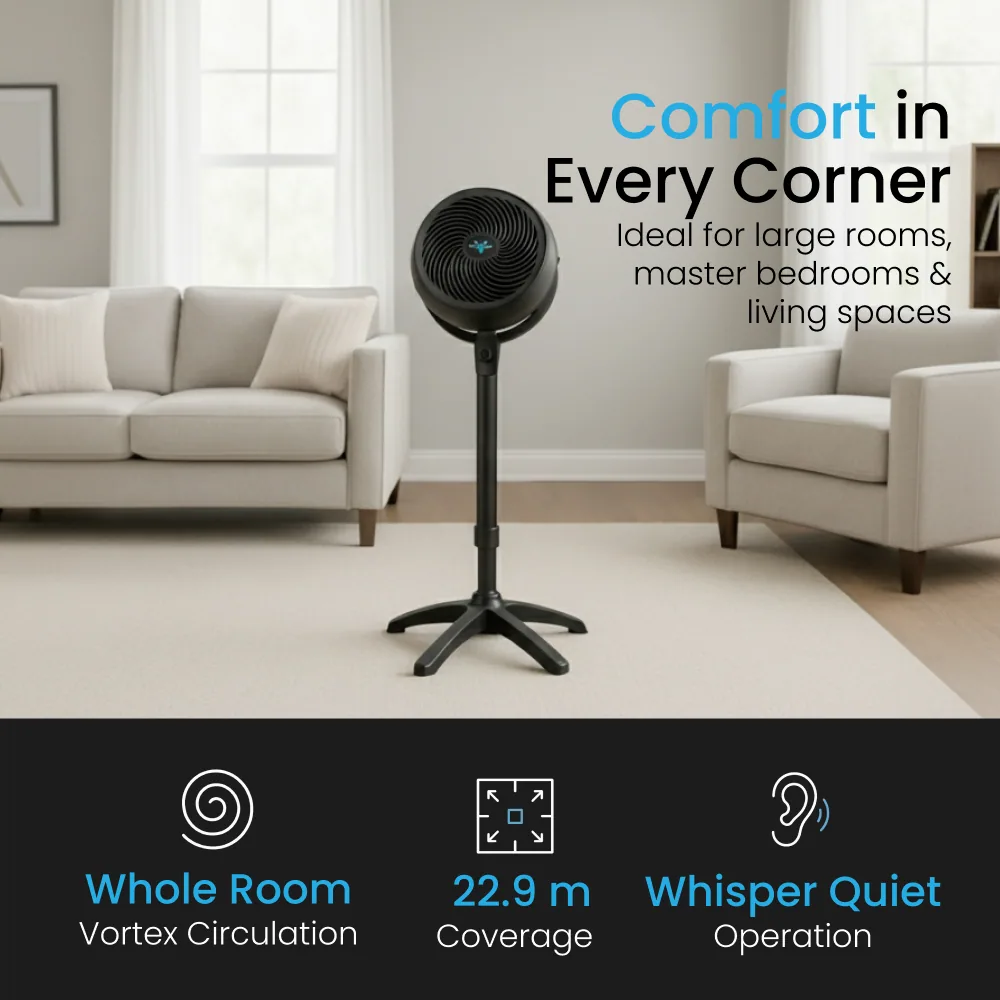 Comfort in
Every Corner
Ideal for large rooms,
master bedrooms &
living spaces
Whole Room
Vortex Circulation
22.9 m
Coverage
Whisper Quiet
Operation